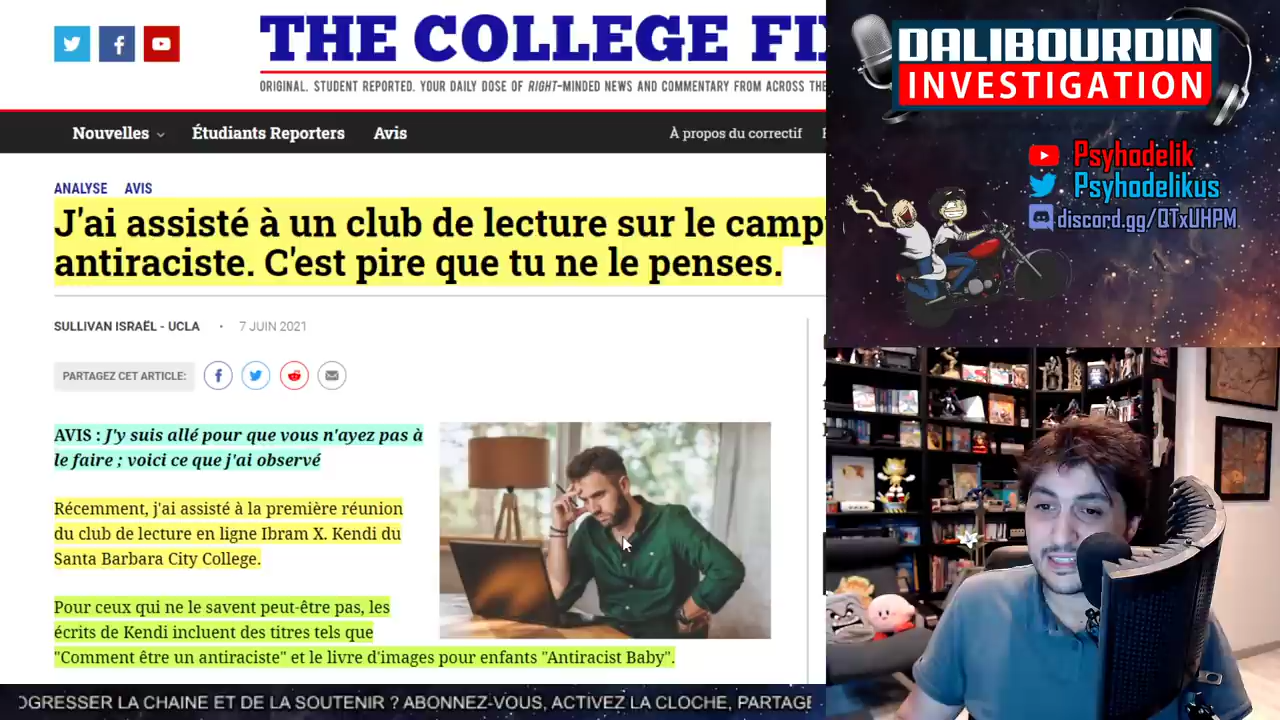 THE COLLEGE FI
ORIGINAL. STUDENT REPORTED. YOUR DAILY DOSE OF RIGHT-MINDED NEWS AND COMMENTARY FROM ACROSS THE
Nouvelles
Étudiants Reporters
Avis
À propos du correctif
ANALYSE AVIS
J'ai assisté à un club de lecture sur le camp
antiraciste. C'est pire que tu ne le penses.
SULLIVAN ISRAËL - UCLA • 7 JUIN 2021
PARTAGEZ CET ARTICLE:
AVIS : J'y suis allé pour que vous n'ayez pas à
le faire ; voici ce que j'ai observé
Récemment, j'ai assisté à la première réunion
du club de lecture en ligne Ibram X. Kendi du
Santa Barbara City College.
Pour ceux qui ne le savent peut-être pas, les
écrits de Kendi incluent des titres tels que
"Comment être un antiraciste" et le livre d'images pour enfants "Antiracist Baby".
OGRESSER LA CHAINE ET DE LA SOUTENIR ? ABONNEZ-VOUS, ACTIVEZ LA CLOCHE, PARTAGE
DALIBOURDIN
INVESTIGATION
Psyhodelik
Psyhodelikus
discord.gg/QTxUHPM